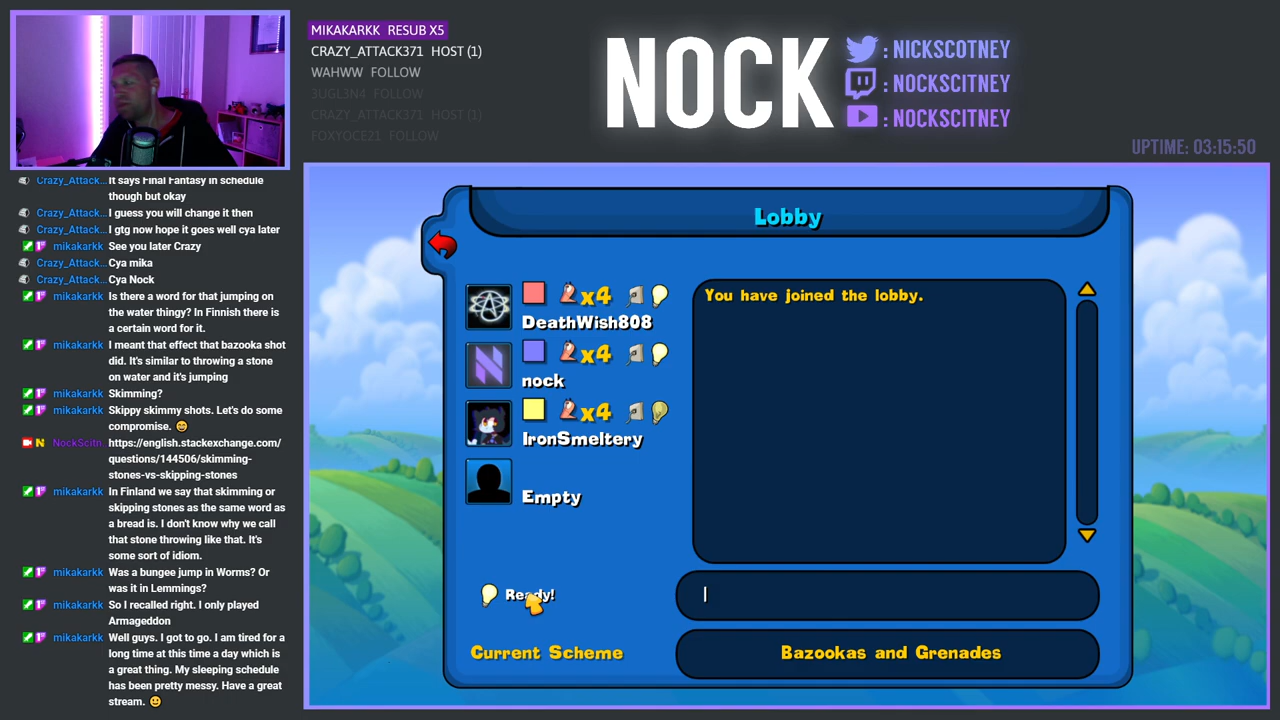 MIKAKARKK RESUB X5
CRAZY_ATTACK371 HOST (1)
WAHWW FOLLOW
3UGL3N4 FOLLOW
CRAZY_ATTACK371 HOST (1)
FOXYOCE21 FOLLOW
NOCK
: NICKSCOTNEY
: NOCKSCITNEY
: NOCKSCITNEY
UPTIME: 03:15:50
Crazy_Attack... It says Final Fantasy in schedule
though but okay
Crazy_Attack... I guess you will change it then
Crazy_Attack... I gtg now hope it goes well cya later
mikakarkk See you later Crazy
Crazy_Attack... Cya mika
Crazy_Attack... Cya Nock
mikakarkk Is there a word for that jumping on
the water thingy? In Finnish there is
a certain word for it.
mikakarkk I meant that effect that bazooka shot
did. It's similar to throwing a stone
on water and it's jumping
mikakarkk Skimming?
mikakarkk Skippy skimmy shots. Let's do some
compromise. 😄
N NockScitn... https://english.stackexchange.com/
questions/144506/skimming-
stones-vs-skipping-stones
mikakarkk In Finland we say that skimming or
skipping stones as the same word as
a bread is. I don't know why we call
that stone throwing like that. It's
some sort of idiom.
mikakarkk Was a bungee jump in Worms? Or
was it in Lemmings?
mikakarkk So I recalled right. I only played
Armageddon
mikakarkk Well guys. I got to go. I am tired for a
long time at this time a day which is
a great thing. My sleeping schedule
has been pretty messy. Have a great
stream. 🙂
Lobby
x4
DeathWish808
N
x4
nock
x4
IronSmeltery
Empty
You have joined the lobby.
Ready!
Current Scheme
Bazookas and Grenades